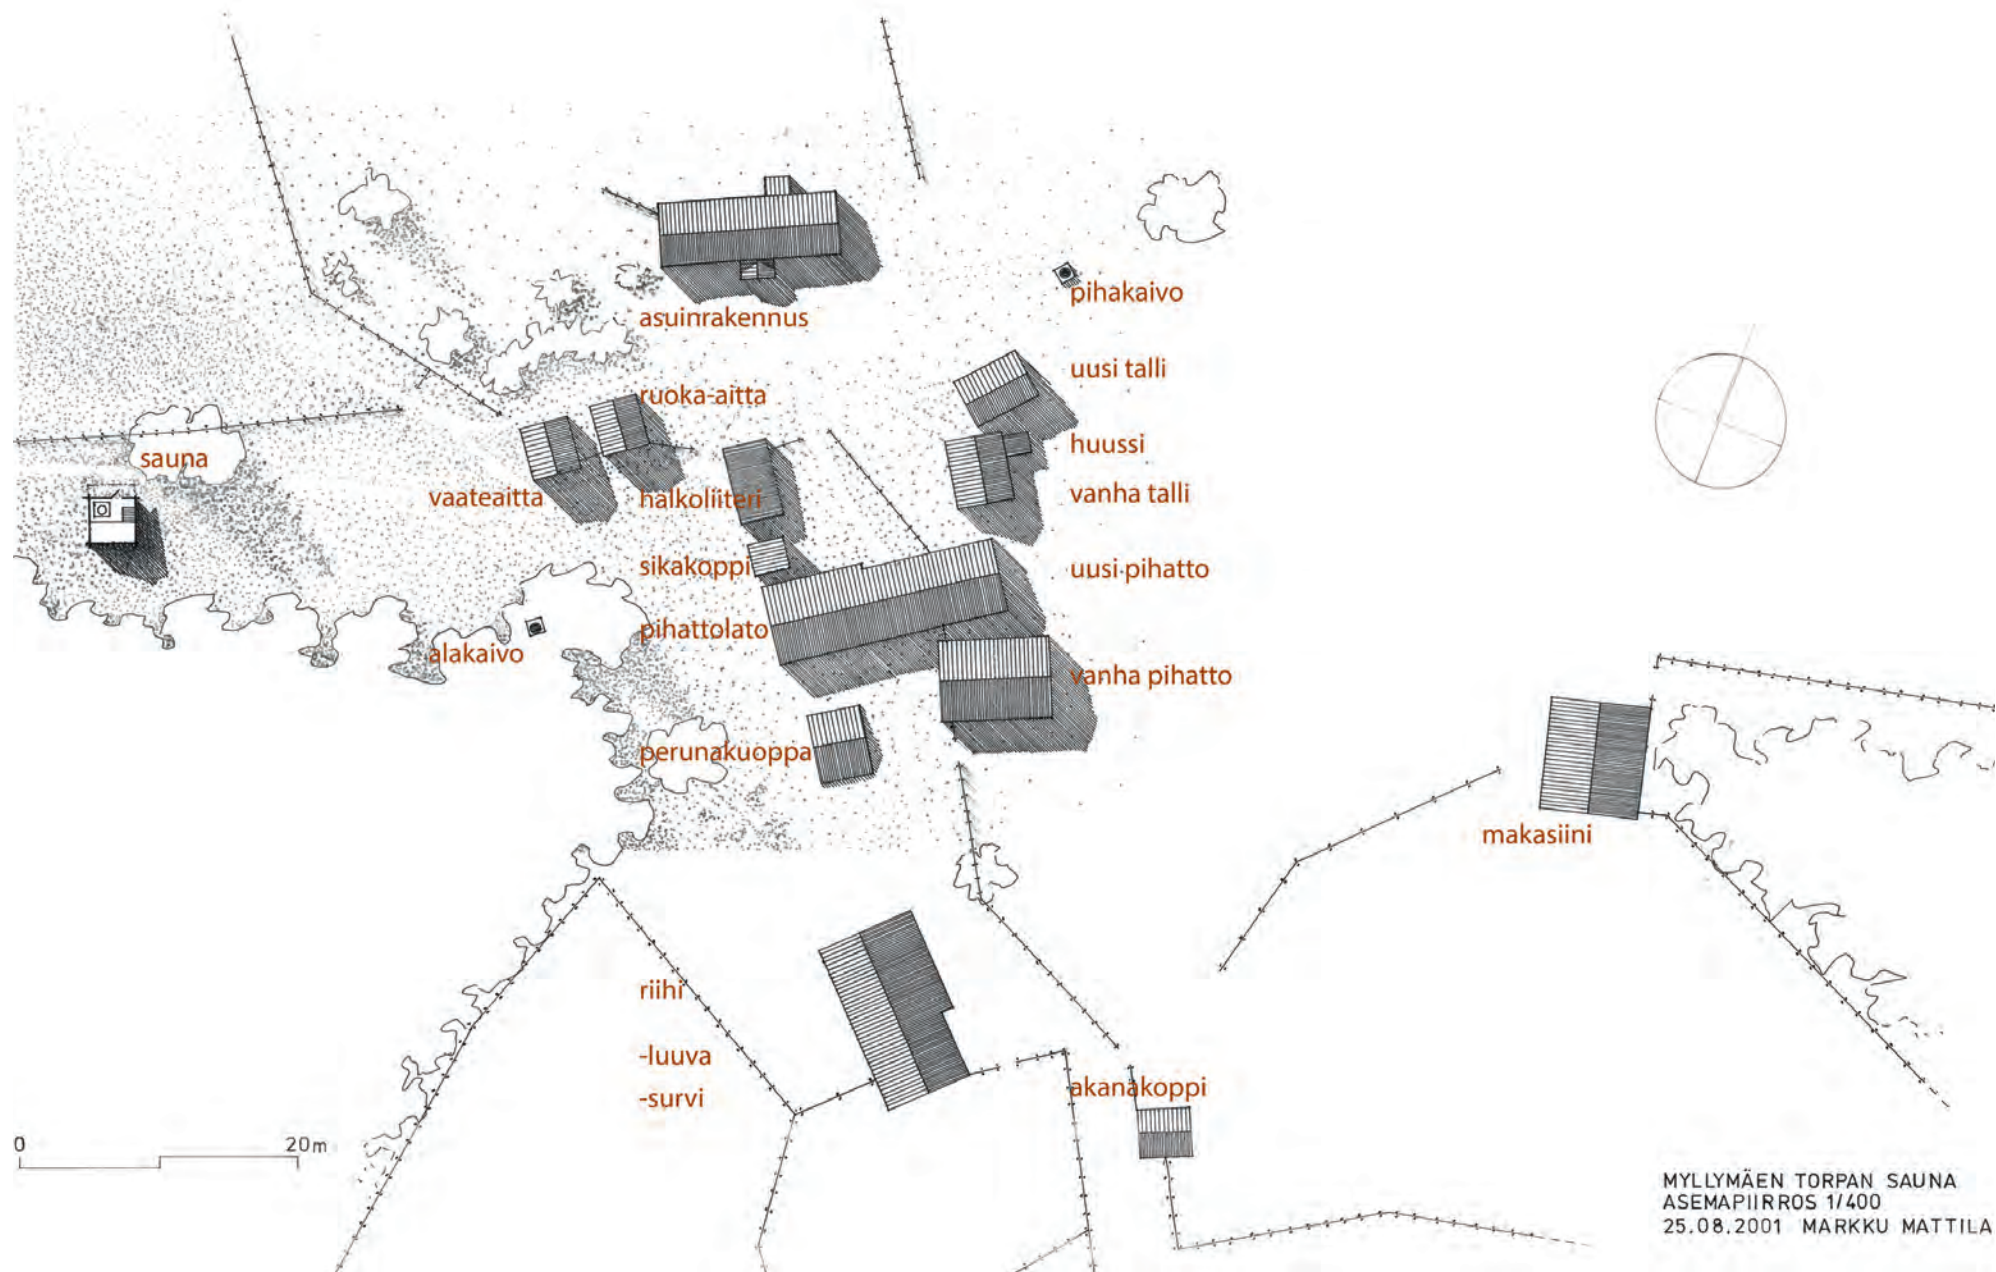 asuinrakennus
pihakaivo
uusi talli
ruoka-aitta
huussi
sauna
vaateaitta
halkoliiteri
vanha talli
sikakoppi
uusi pihatto
pihattolato
alakaivo
vanha pihatto
perunakuoppa
makasiini
riihi
-luuva
-survi
akanakoppi
0 20m
MYLLYMÄEN TORPAN SAUNA
ASEMAPIIRROS 1/400
25.08.2001 MARKKU MATTILA